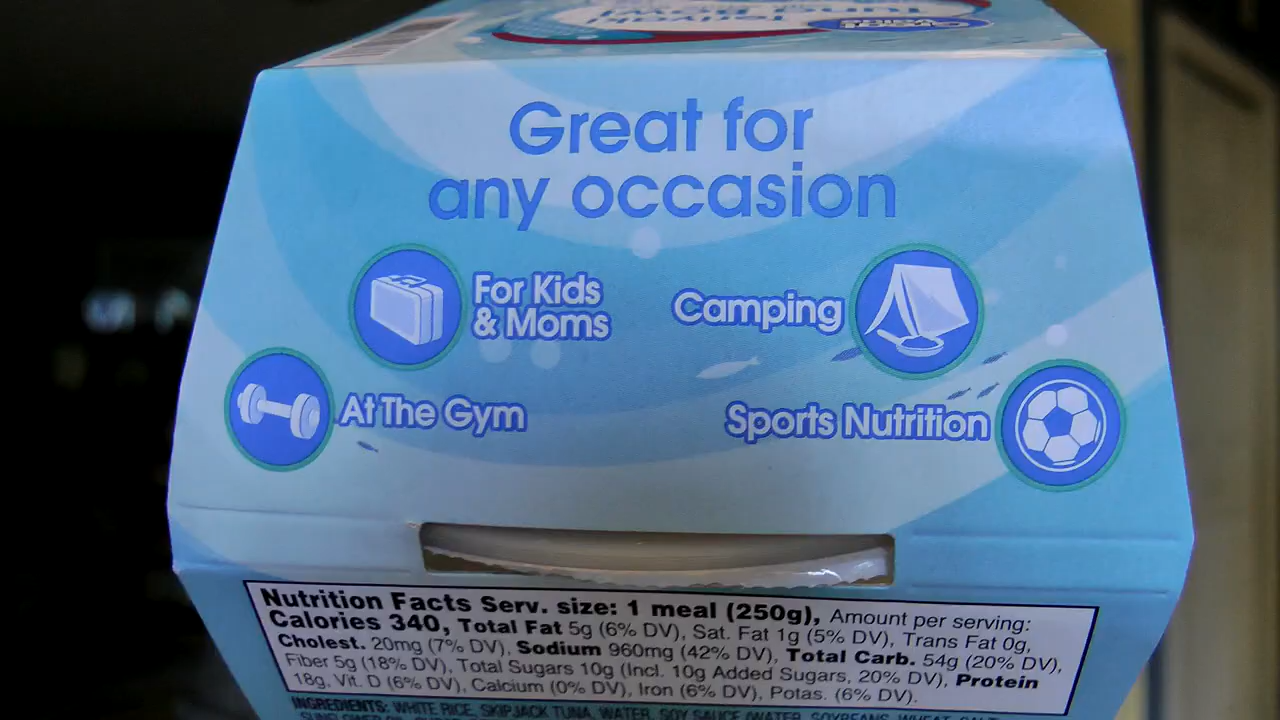 Great Value
Teriyaki
Tuna
Great for
any occasion
For Kids
& Moms
Camping
At The Gym
Sports Nutrition
Nutrition Facts Serv. size: 1 meal (250g), Amount per serving:
Calories 340, Total Fat 5g (6% DV), Sat. Fat 1g (5% DV), Trans Fat 0g,
Cholest. 20mg (7% DV), Sodium 960mg (42% DV), Total Carb. 54g (20% DV),
Fiber 5g (18% DV), Total Sugars 10g (Incl. 10g Added Sugars, 20% DV), Protein
18g, Vit. D (6% DV), Calcium (0% DV), Iron (6% DV), Potas. (6% DV).
INGREDIENTS: WHITE RICE, SKIPJACK TUNA, WATER, SOY SAUCE (WATER, SOYBEANS, WHEAT, SALT